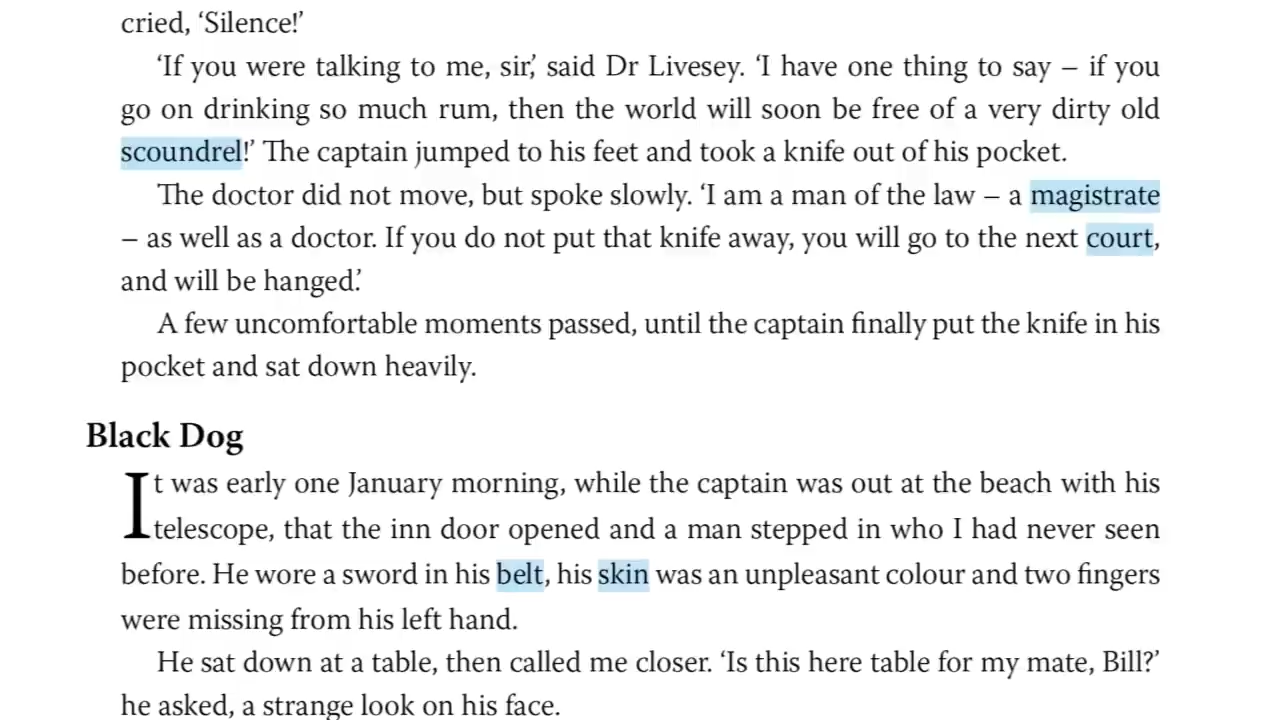 cried, ‘Silence!’
‘If you were talking to me, sir,’ said Dr Livesey. ‘I have one thing to say – if you
go on drinking so much rum, then the world will soon be free of a very dirty old
scoundrel!’ The captain jumped to his feet and took a knife out of his pocket.
The doctor did not move, but spoke slowly. ‘I am a man of the law – a magistrate
– as well as a doctor. If you do not put that knife away, you will go to the next court,
and will be hanged.’
A few uncomfortable moments passed, until the captain finally put the knife in his
pocket and sat down heavily.
Black Dog
It was early one January morning, while the captain was out at the beach with his
telescope, that the inn door opened and a man stepped in who I had never seen
before. He wore a sword in his belt, his skin was an unpleasant colour and two fingers
were missing from his left hand.
He sat down at a table, then called me closer. ‘Is this here table for my mate, Bill?’
he asked, a strange look on his face.